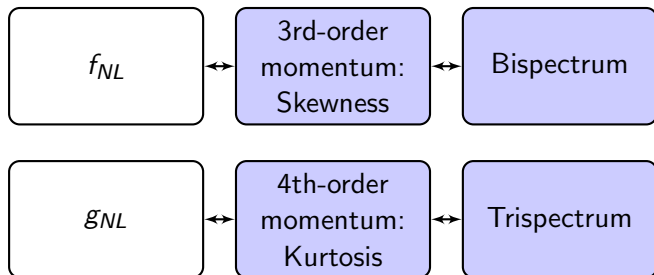 f_NL
3rd-order
momentum:
Skewness
Bispectrum
g_NL
4th-order
momentum:
Kurtosis
Trispectrum